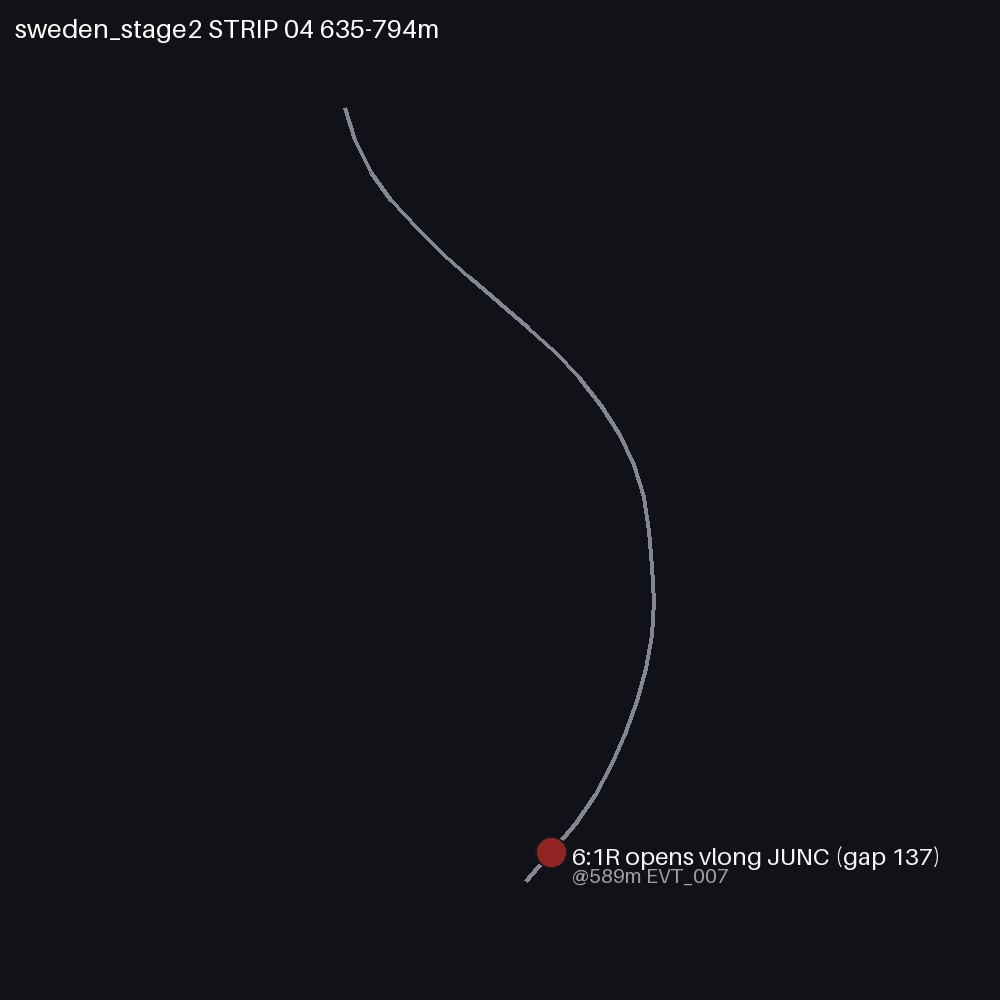 sweden_stage2 STRIP 04 635-794m
6:1R opens vlong JUNC (gap 137)
@589m EVT_007